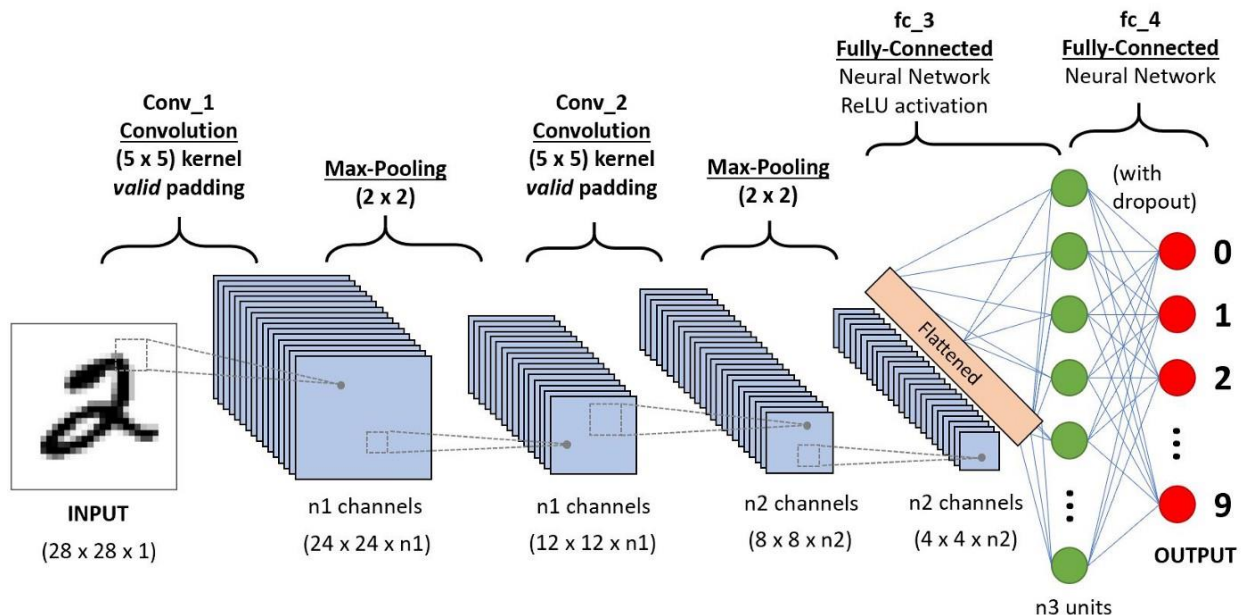 fc_3
Fully-Connected
Neural Network
ReLU activation
fc_4
Fully-Connected
Neural Network
Conv_1
Convolution
(5 x 5) kernel
valid padding
Max-Pooling
(2 x 2)
Conv_2
Convolution
(5 x 5) kernel
valid padding
Max-Pooling
(2 x 2)
(with
dropout)
0
1
2
9
Flattened
INPUT
(28 x 28 x 1)
n1 channels
(24 x 24 x n1)
n1 channels
(12 x 12 x n1)
n2 channels
(8 x 8 x n2)
n2 channels
(4 x 4 x n2)
OUTPUT
n3 units
2